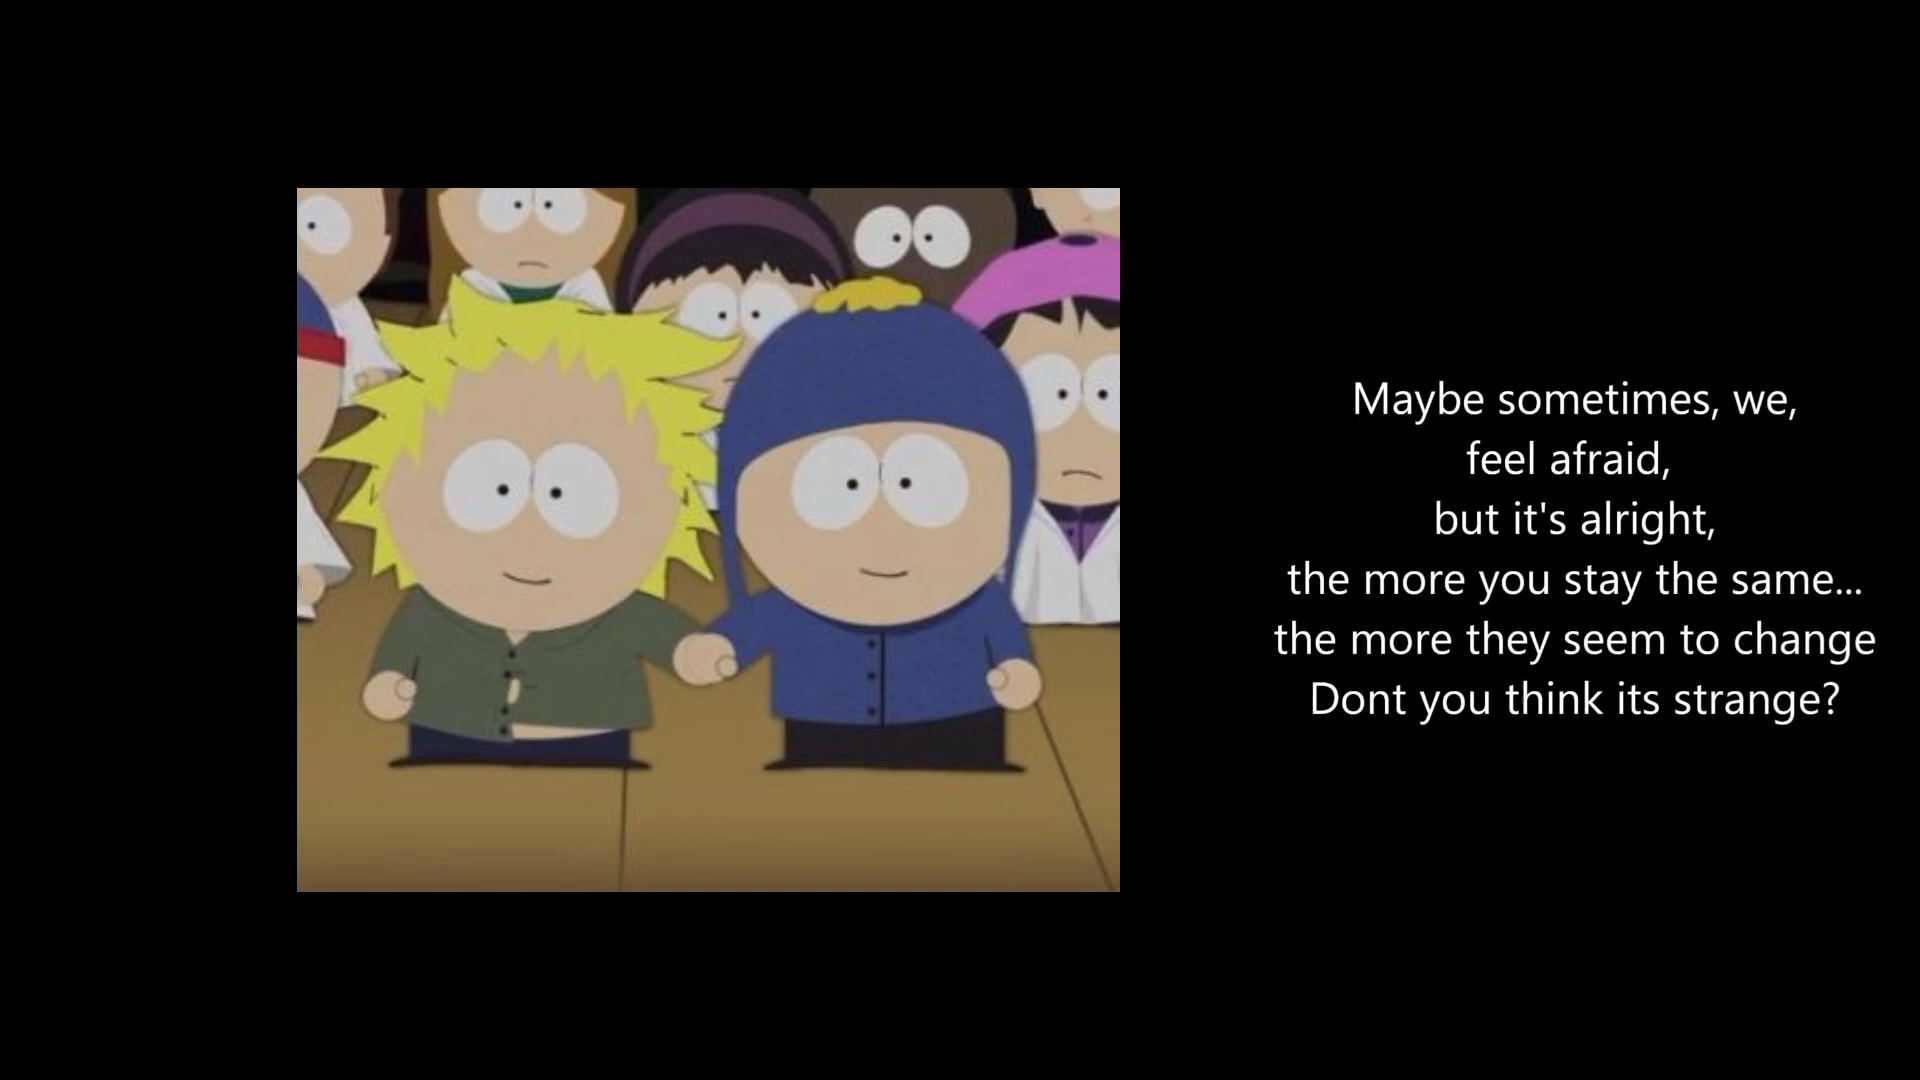 Maybe sometimes, we,
feel afraid,
but it's alright,
the more you stay the same...
the more they seem to change
Dont you think its strange?